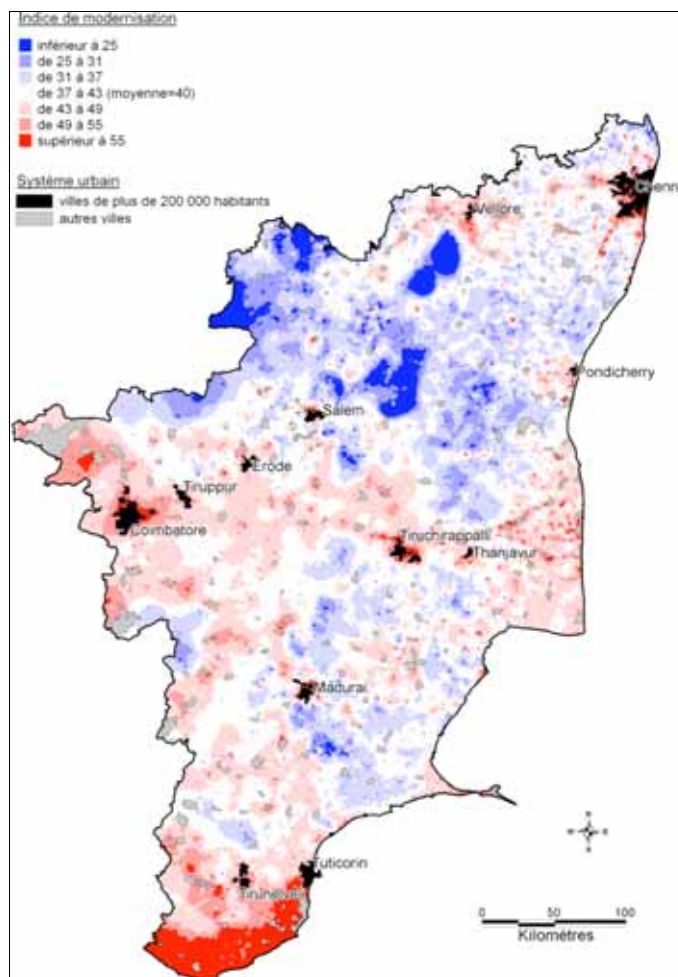 Indice de modernisation
inférieur à 25
de 25 à 31
de 31 à 37
de 37 à 43 (moyenne=40)
de 43 à 49
de 49 à 55
supérieur à 55
Système urbain
villes de plus de 200 000 habitants
autres villes
Chenn
Vellore
Pondicherry
Salem
Erode
Tiruppur
Coimbatore
Tiruchirappalli
Thanjavur
Madurai
Tuticorin
Tirunelveli
0 50 100
Kilomètres